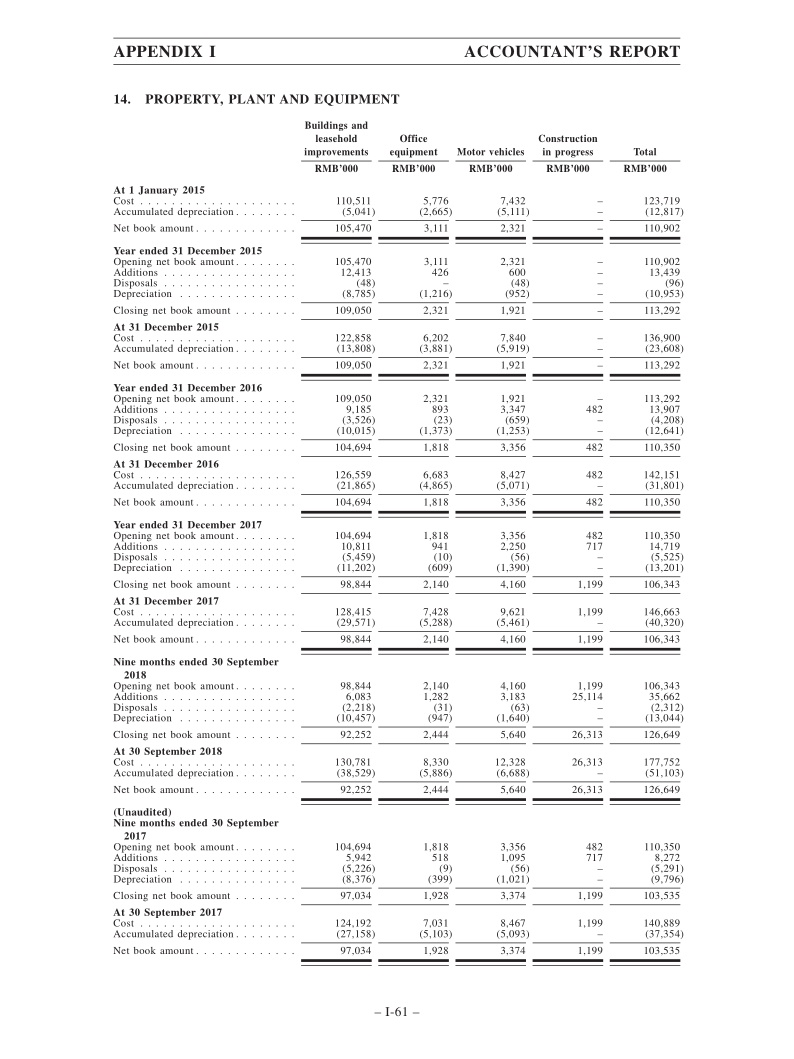 APPENDIX I ACCOUNTANT'S REPORT
14. PROPERTY, PLANT AND EQUIPMENT
Buildings and
leasehold Office Construction
improvements equipment Motor vehicles in progress Total
RMB'000 RMB'000 RMB'000 RMB'000 RMB'000
At 1 January 2015
Cost . . . . . . . . . . . . . . . . . . . . 110,511 5,776 7,432 – 123,719
Accumulated depreciation . . . . . . . . (5,041) (2,665) (5,111) – (12,817)
Net book amount . . . . . . . . . . . . . 105,470 3,111 2,321 – 110,902
Year ended 31 December 2015
Opening net book amount . . . . . . . . 105,470 3,111 2,321 – 110,902
Additions . . . . . . . . . . . . . . . . . 12,413 426 600 – 13,439
Disposals . . . . . . . . . . . . . . . . . (48) – (48) – (96)
Depreciation . . . . . . . . . . . . . . . (8,785) (1,216) (952) – (10,953)
Closing net book amount . . . . . . . . 109,050 2,321 1,921 – 113,292
At 31 December 2015
Cost . . . . . . . . . . . . . . . . . . . . 122,858 6,202 7,840 – 136,900
Accumulated depreciation . . . . . . . . (13,808) (3,881) (5,919) – (23,608)
Net book amount . . . . . . . . . . . . . 109,050 2,321 1,921 – 113,292
Year ended 31 December 2016
Opening net book amount . . . . . . . . 109,050 2,321 1,921 – 113,292
Additions . . . . . . . . . . . . . . . . . 9,185 893 3,347 482 13,907
Disposals . . . . . . . . . . . . . . . . . (3,526) (23) (659) – (4,208)
Depreciation . . . . . . . . . . . . . . . (10,015) (1,373) (1,253) – (12,641)
Closing net book amount . . . . . . . . 104,694 1,818 3,356 482 110,350
At 31 December 2016
Cost . . . . . . . . . . . . . . . . . . . . 126,559 6,683 8,427 482 142,151
Accumulated depreciation . . . . . . . . (21,865) (4,865) (5,071) – (31,801)
Net book amount . . . . . . . . . . . . . 104,694 1,818 3,356 482 110,350
Year ended 31 December 2017
Opening net book amount . . . . . . . . 104,694 1,818 3,356 482 110,350
Additions . . . . . . . . . . . . . . . . . 10,811 941 2,250 717 14,719
Disposals . . . . . . . . . . . . . . . . . (5,459) (10) (56) – (5,525)
Depreciation . . . . . . . . . . . . . . . (11,202) (609) (1,390) – (13,201)
Closing net book amount . . . . . . . . 98,844 2,140 4,160 1,199 106,343
At 31 December 2017
Cost . . . . . . . . . . . . . . . . . . . . 128,415 7,428 9,621 1,199 146,663
Accumulated depreciation . . . . . . . . (29,571) (5,288) (5,461) – (40,320)
Net book amount . . . . . . . . . . . . . 98,844 2,140 4,160 1,199 106,343
Nine months ended 30 September
2018
Opening net book amount . . . . . . . . 98,844 2,140 4,160 1,199 106,343
Additions . . . . . . . . . . . . . . . . . 6,083 1,282 3,183 25,114 35,662
Disposals . . . . . . . . . . . . . . . . . (2,218) (31) (63) – (2,312)
Depreciation . . . . . . . . . . . . . . . (10,457) (947) (1,640) – (13,044)
Closing net book amount . . . . . . . . 92,252 2,444 5,640 26,313 126,649
At 30 September 2018
Cost . . . . . . . . . . . . . . . . . . . . 130,781 8,330 12,328 26,313 177,752
Accumulated depreciation . . . . . . . . (38,529) (5,886) (6,688) – (51,103)
Net book amount . . . . . . . . . . . . . 92,252 2,444 5,640 26,313 126,649
(Unaudited)
Nine months ended 30 September
2017
Opening net book amount . . . . . . . . 104,694 1,818 3,356 482 110,350
Additions . . . . . . . . . . . . . . . . . 5,942 518 1,095 717 8,272
Disposals . . . . . . . . . . . . . . . . . (5,226) (9) (56) – (5,291)
Depreciation . . . . . . . . . . . . . . . (8,376) (399) (1,021) – (9,796)
Closing net book amount . . . . . . . . 97,034 1,928 3,374 1,199 103,535
At 30 September 2017
Cost . . . . . . . . . . . . . . . . . . . . 124,192 7,031 8,467 1,199 140,889
Accumulated depreciation . . . . . . . . (27,158) (5,103) (5,093) – (37,354)
Net book amount . . . . . . . . . . . . . 97,034 1,928 3,374 1,199 103,535
– I-61 –